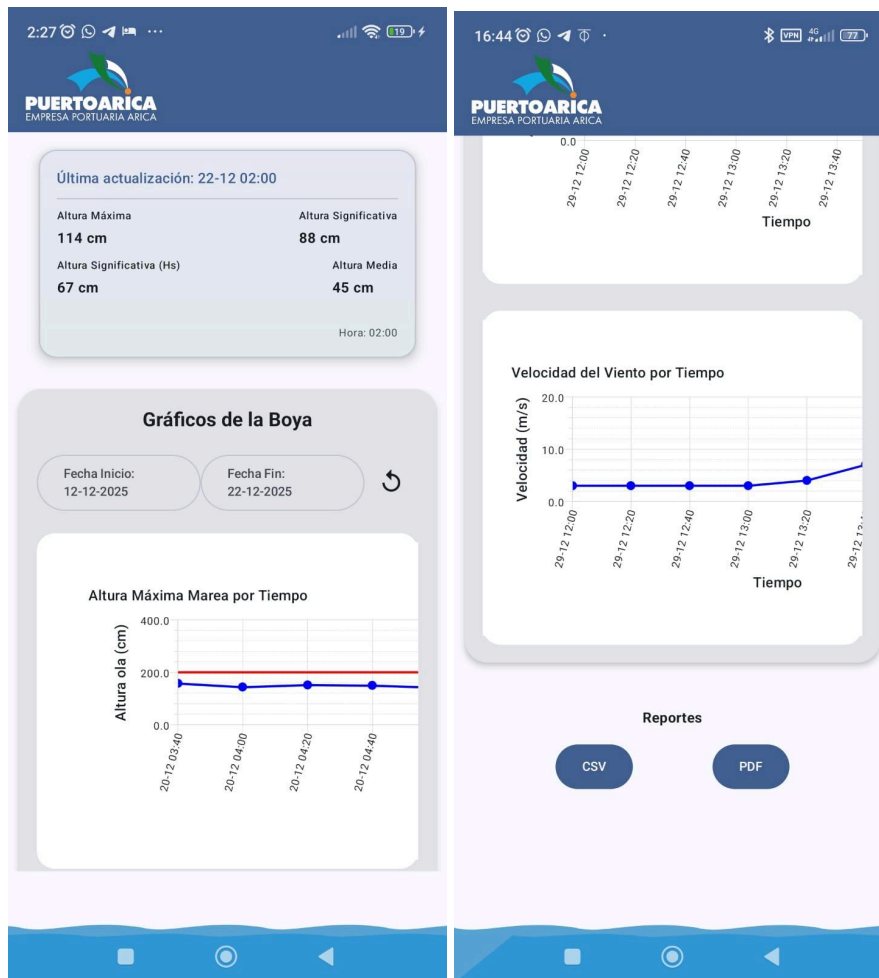 2:27
19
PUERTOARICA
EMPRESA PORTUARIA ARICA
Última actualización: 22-12 02:00
Altura Máxima
Altura Significativa
114 cm
88 cm
Altura Significativa (Hs)
Altura Media
67 cm
45 cm
Hora: 02:00
Gráficos de la Boya
Fecha Inicio:
12-12-2025
Fecha Fin:
22-12-2025
Altura Máxima Marea por Tiempo
Altura ola (cm)
400.0
200.0
0.0
20-12 03:40
20-12 04:00
20-12 04:20
20-12 04:40
16:44
VPN
4G
77
PUERTOARICA
EMPRESA PORTUARIA ARICA
0.0
29-12 12:00
29-12 12:20
29-12 12:40
29-12 13:00
29-12 13:20
29-12 13:40
Tiempo
Velocidad del Viento por Tiempo
Velocidad (m/s)
20.0
10.0
0.0
29-12 12:00
29-12 12:20
29-12 12:40
29-12 13:00
29-12 13:20
29-12
Tiempo
Reportes
CSV
PDF